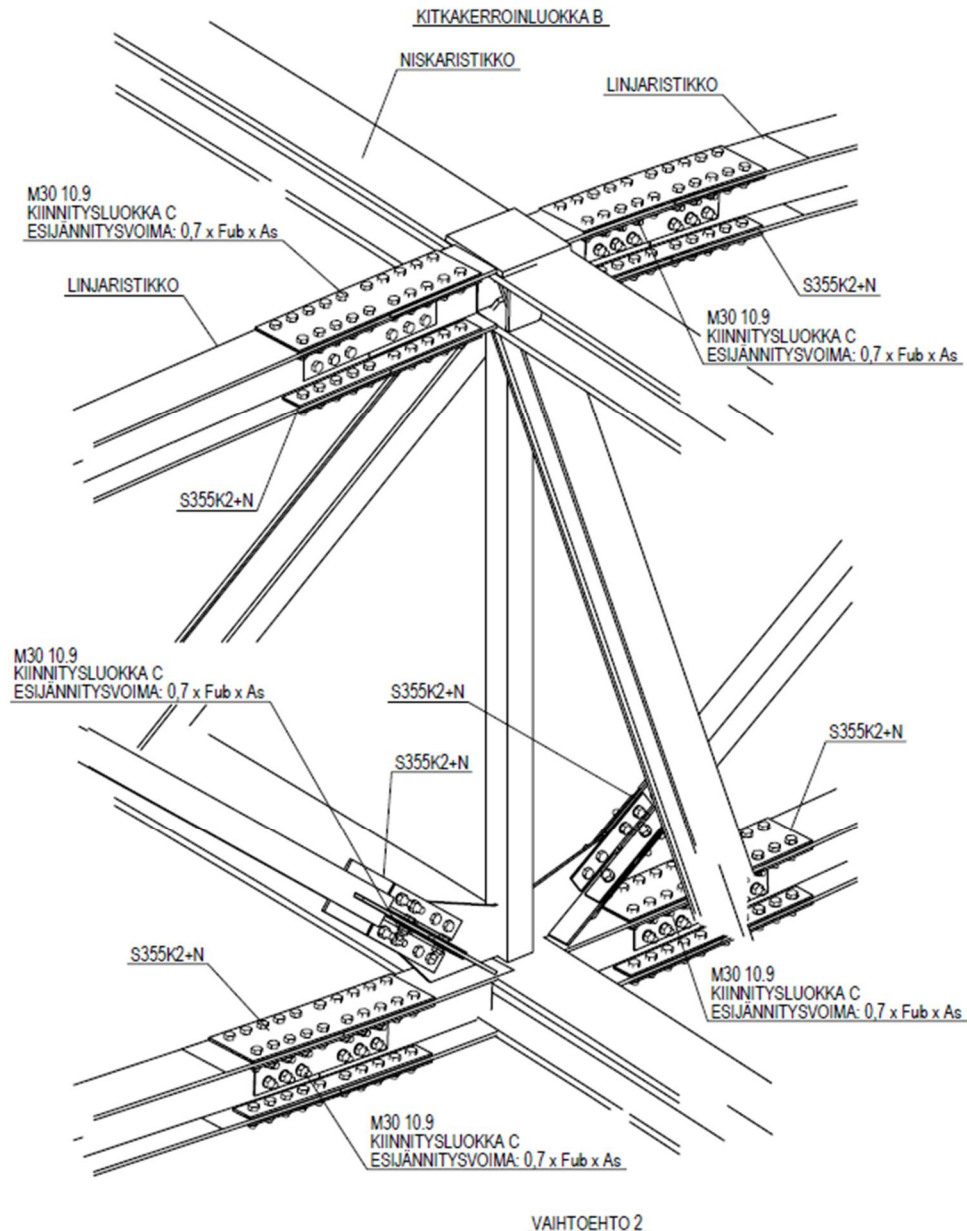 KITKAKERROINLUOKKA B
NISKARISTIKKO
LINJARISTIKKO
M30 10.9
KIINNITYSLUOKKA C
ESIJÄNNITYSVOIMA: 0,7 x Fub x As
LINJARISTIKKO
S355K2+N
M30 10.9
KIINNITYSLUOKKA C
ESIJÄNNITYSVOIMA: 0,7 x Fub x As
S355K2+N
M30 10.9
KIINNITYSLUOKKA C
ESIJÄNNITYSVOIMA: 0,7 x Fub x As
S355K2+N
S355K2+N
S355K2+N
S355K2+N
M30 10.9
KIINNITYSLUOKKA C
ESIJÄNNITYSVOIMA: 0,7 x Fub x As
M30 10.9
KIINNITYSLUOKKA C
ESIJÄNNITYSVOIMA: 0,7 x Fub x As
VAIHTOEHTO 2